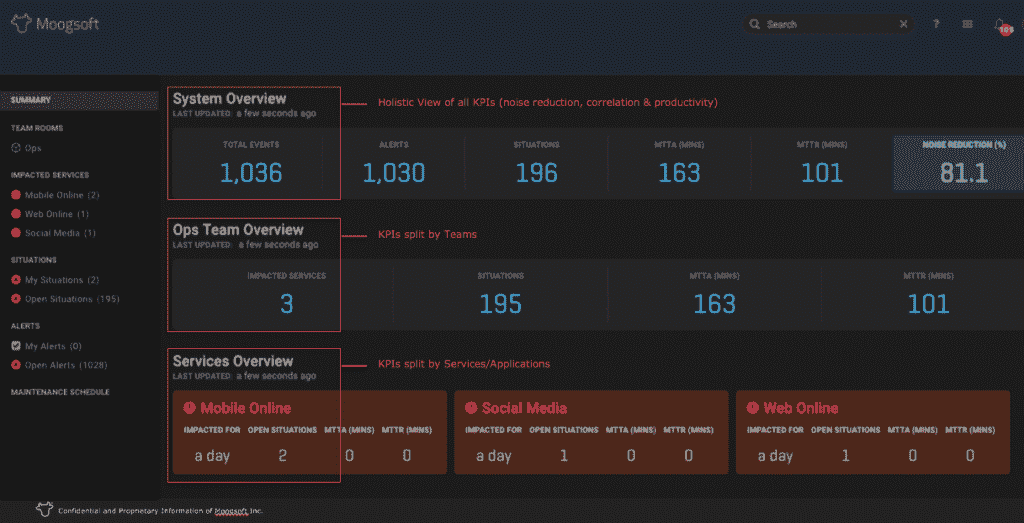 Moogsoft
Search
?
105
SUMMARY
TEAM ROOMS
Ops
IMPACTED SERVICES
Mobile Online (2)
Web Online (1)
Social Media (1)
SITUATIONS
My Situations (2)
Open Situations (195)
ALERTS
My Alerts (0)
Open Alerts (1028)
MAINTENANCE SCHEDULE
System Overview
LAST UPDATED: a few seconds ago
Holistic View of all KPIs (noise reduction, correlation & productivity)
TOTAL EVENTS ALERTS SITUATIONS MTTA (MINS) MTTR (MINS) NOISE REDUCTION (%)
1,036 1,030 196 163 101 81.1
Ops Team Overview
LAST UPDATED: a few seconds ago
KPIs split by Teams
IMPACTED SERVICES SITUATIONS MTTA (MINS) MTTR (MINS)
3 195 163 101
Services Overview
LAST UPDATED: a few seconds ago
KPIs split by Services/Applications
Mobile Online
IMPACTED FOR OPEN SITUATIONS MTTA (MINS) MTTR (MINS)
a day 2 0 0
Social Media
IMPACTED FOR OPEN SITUATIONS MTTA (MINS) MTTR (MINS)
a day 1 0 0
Web Online
IMPACTED FOR OPEN SITUATIONS MTTA (MINS) MTTR (MINS)
a day 1 0 0
Confidential and Proprietary Information of Moogsoft Inc.